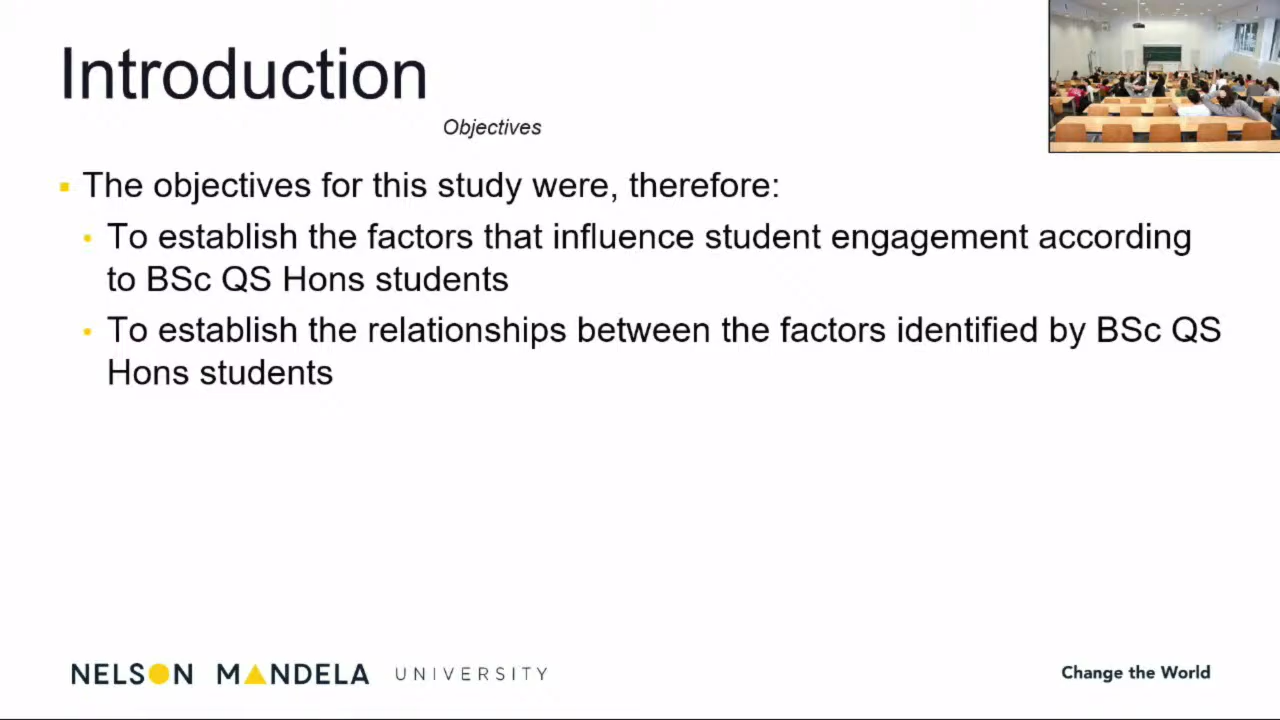 Introduction
Objectives
The objectives for this study were, therefore:
To establish the factors that influence student engagement according
to BSc QS Hons students
To establish the relationships between the factors identified by BSc QS
Hons students
NELSON MANDELA UNIVERSITY
Change the World